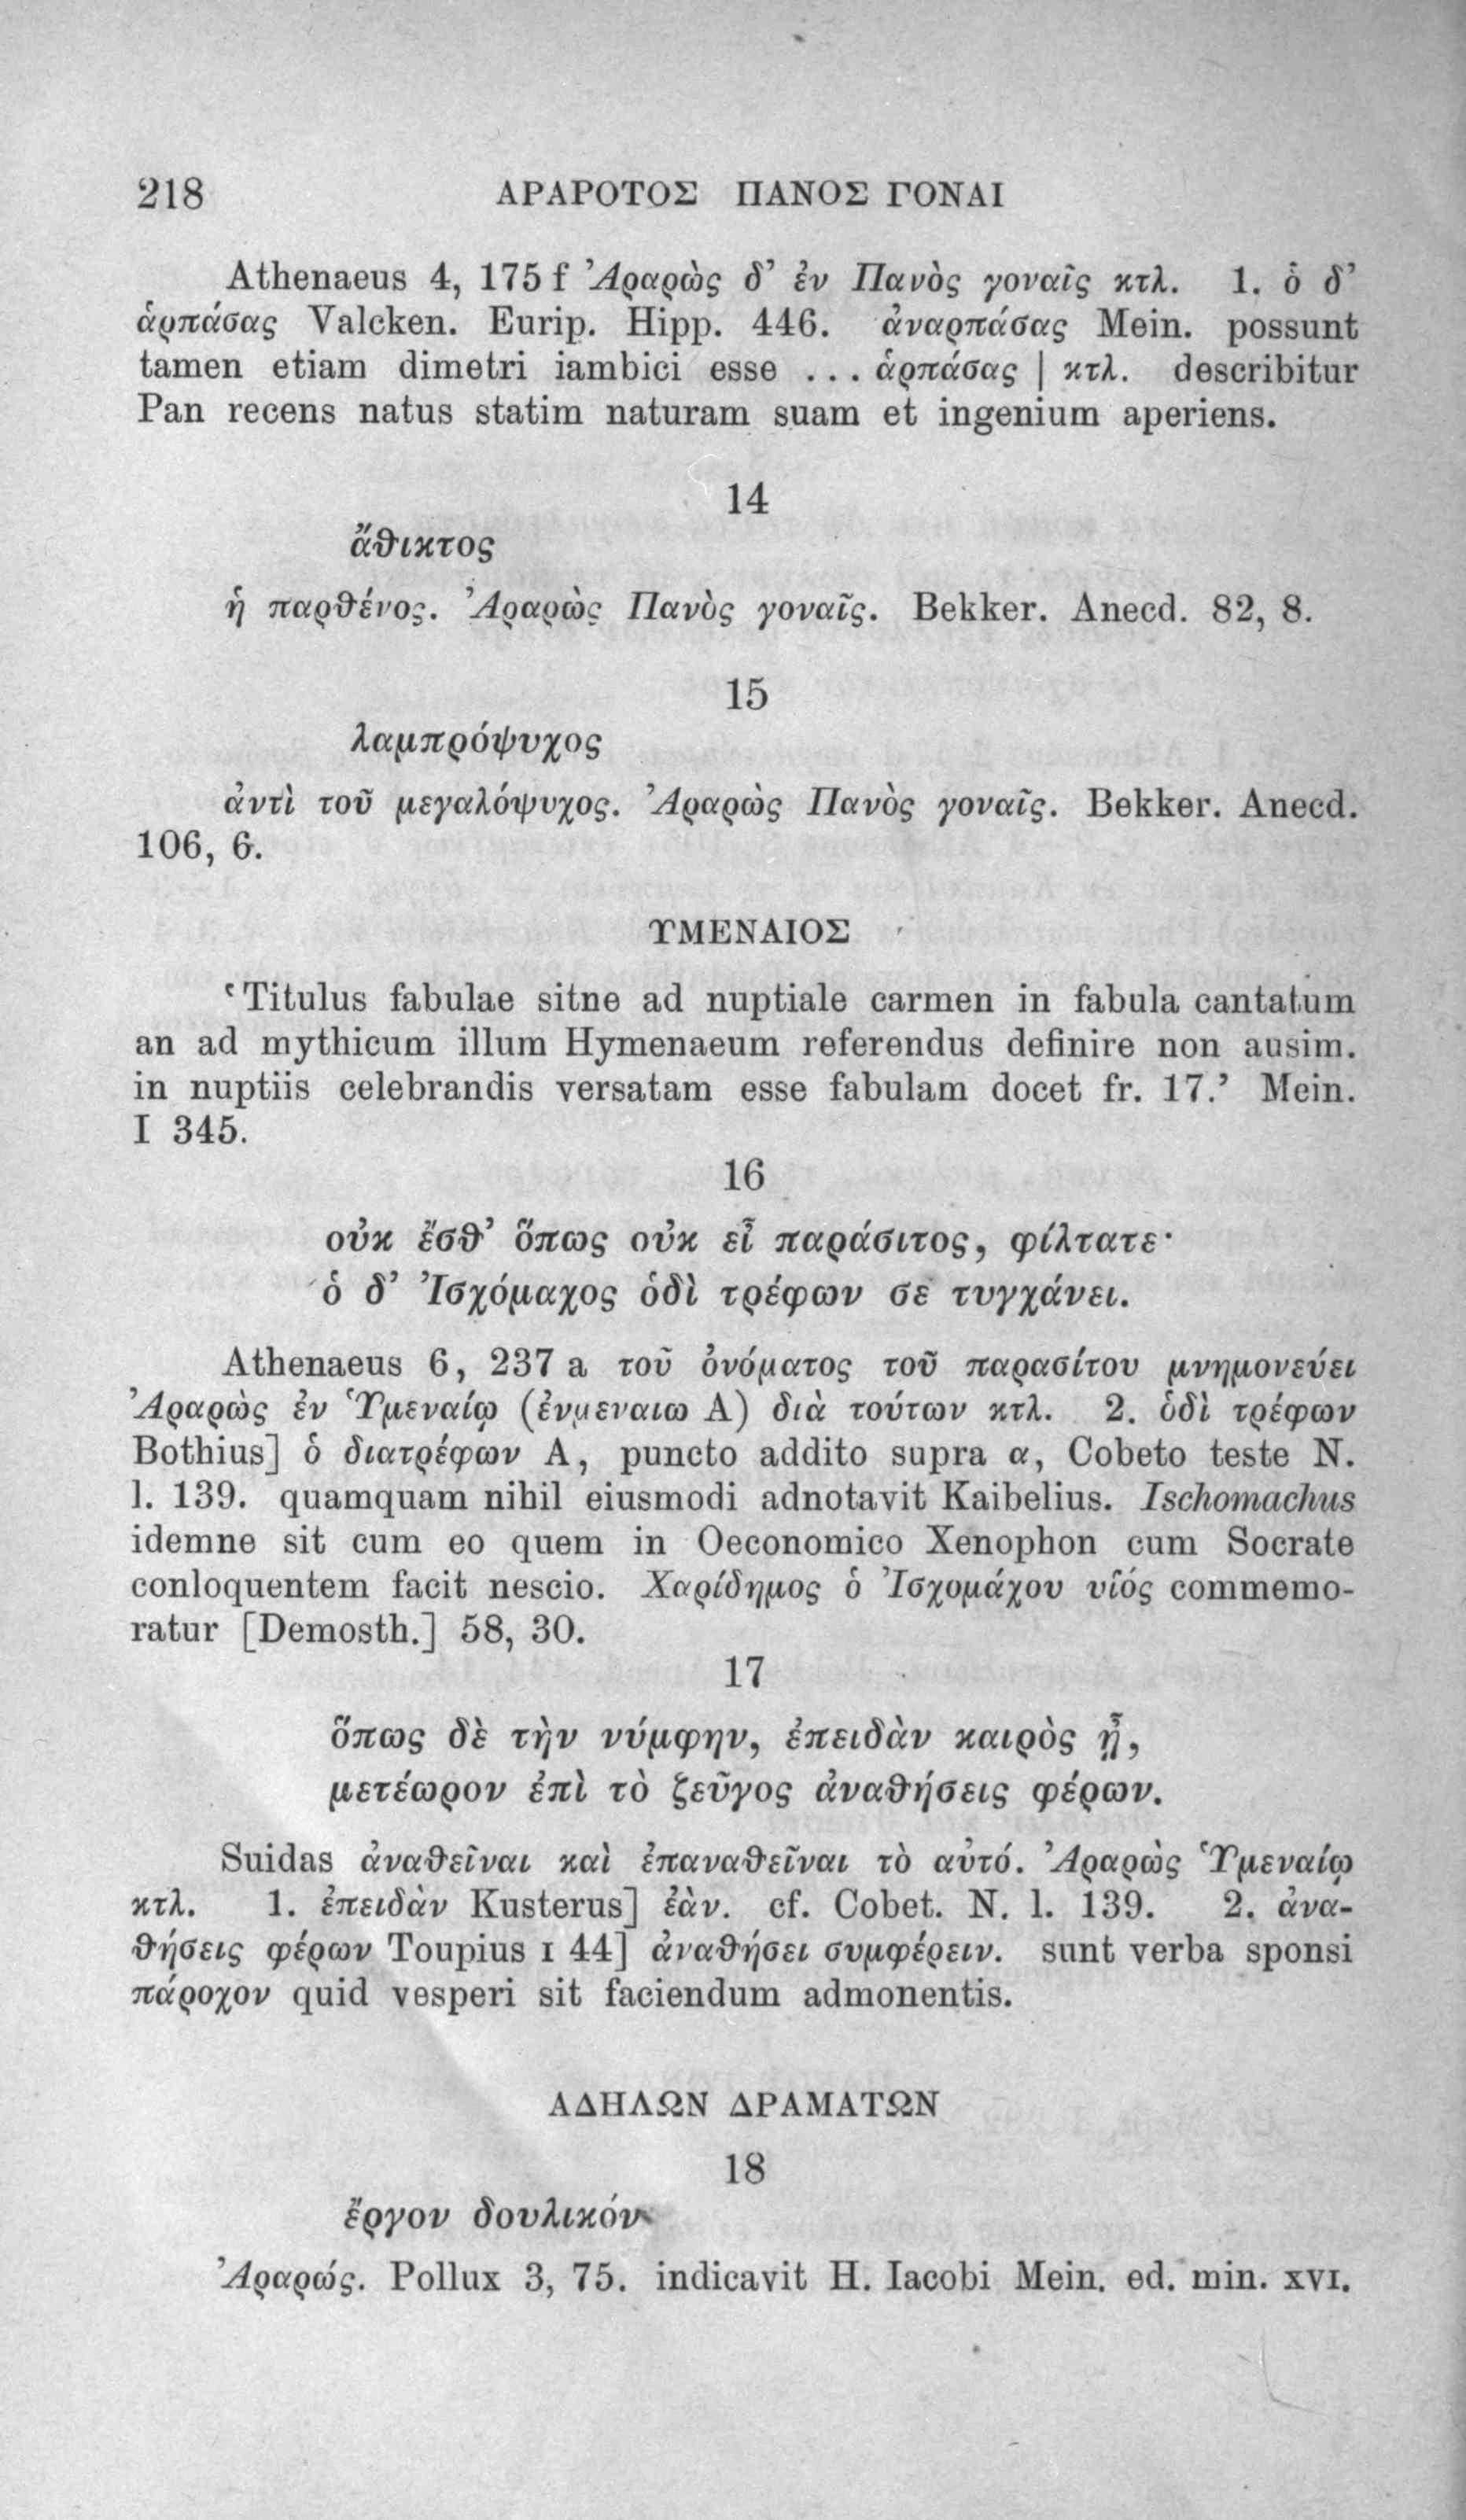 218 ΑΡΑΡΟΤΟΣ ΠΑΝΟΣ ΓΟΝΑΙ
Athenaeus 4, 175 f Ἀραρὼς δ’ ἐν Πανὸς γοναῖς κτλ. 1. ὁ δ’
ἁρπάσας Valcken. Eurip. Hipp. 446. ἀναρπάσας Mein. possunt
tamen etiam dimetri iambici esse ... ἁρπάσας | κτλ. describitur
Pan recens natus statim naturam suam et ingenium aperiens.
14
ἄθικτος
ἡ παρθένος. Ἀραρὼς Πανὸς γοναῖς. Bekker. Anecd. 82, 8.
15
λαμπρόψυχος
ἀντὶ τοῦ μεγαλόψυχος. Ἀραρὼς Πανὸς γοναῖς. Bekker. Anecd.
106, 6.
ΥΜΕΝΑΙΟΣ
‘Titulus fabulae sitne ad nuptiale carmen in fabula cantatum
an ad mythicum illum Hymenaeum referendus definire non ausim.
in nuptiis celebrandis versatam esse fabulam docet fr. 17.’ Mein.
I 345.
16
οὐκ ἔσθ’ ὅπως οὐκ εἶ παράσιτος, φίλτατε·
ὁ δ’ Ἰσχόμαχος ὁδὶ τρέφων σε τυγχάνει.
Athenaeus 6, 237 a τοῦ ὀνόματος τοῦ παρασίτου μνημονεύει
Ἀραρὼς ἐν Ὑμεναίῳ (ἐνμεναιω A) διὰ τούτων κτλ. 2. ὁδὶ τρέφων
Bothius] ὁ διατρέφων A, puncto addito supra α, Cobeto teste N.
l. 139. quamquam nihil eiusmodi adnotavit Kaibelius. Ischomachus
idemne sit cum eo quem in Oeconomico Xenophon cum Socrate
conloquentem facit nescio. Χαρίδημος ὁ Ἰσχομάχου υἱός commemo-
ratur [Demosth.] 58, 30.
17
ὅπως δὲ τὴν νύμφην, ἐπειδὰν καιρὸς ᾖ,
μετέωρον ἐπὶ τὸ ζεῦγος ἀναθήσεις φέρων.
Suidas ἀναθεῖναι καὶ ἐπαναθεῖναι τὸ αὐτό. Ἀραρὼς Ὑμεναίῳ
κτλ. 1. ἐπειδὰν Kusterus] ἐὰν. cf. Cobet. N. l. 139. 2. ἀνα-
θήσεις φέρων Toupius I 44] ἀναθήσει συμφέρειν. sunt verba sponsi
πάροχον quid vesperi sit faciendum admonentis.
ΑΔΗΛΩΝ ΔΡΑΜΑΤΩΝ
18
ἔργον δουλικόν
Ἀραρώς. Pollux 3, 75. indicavit H. Iacobi Mein. ed. min. XVI.